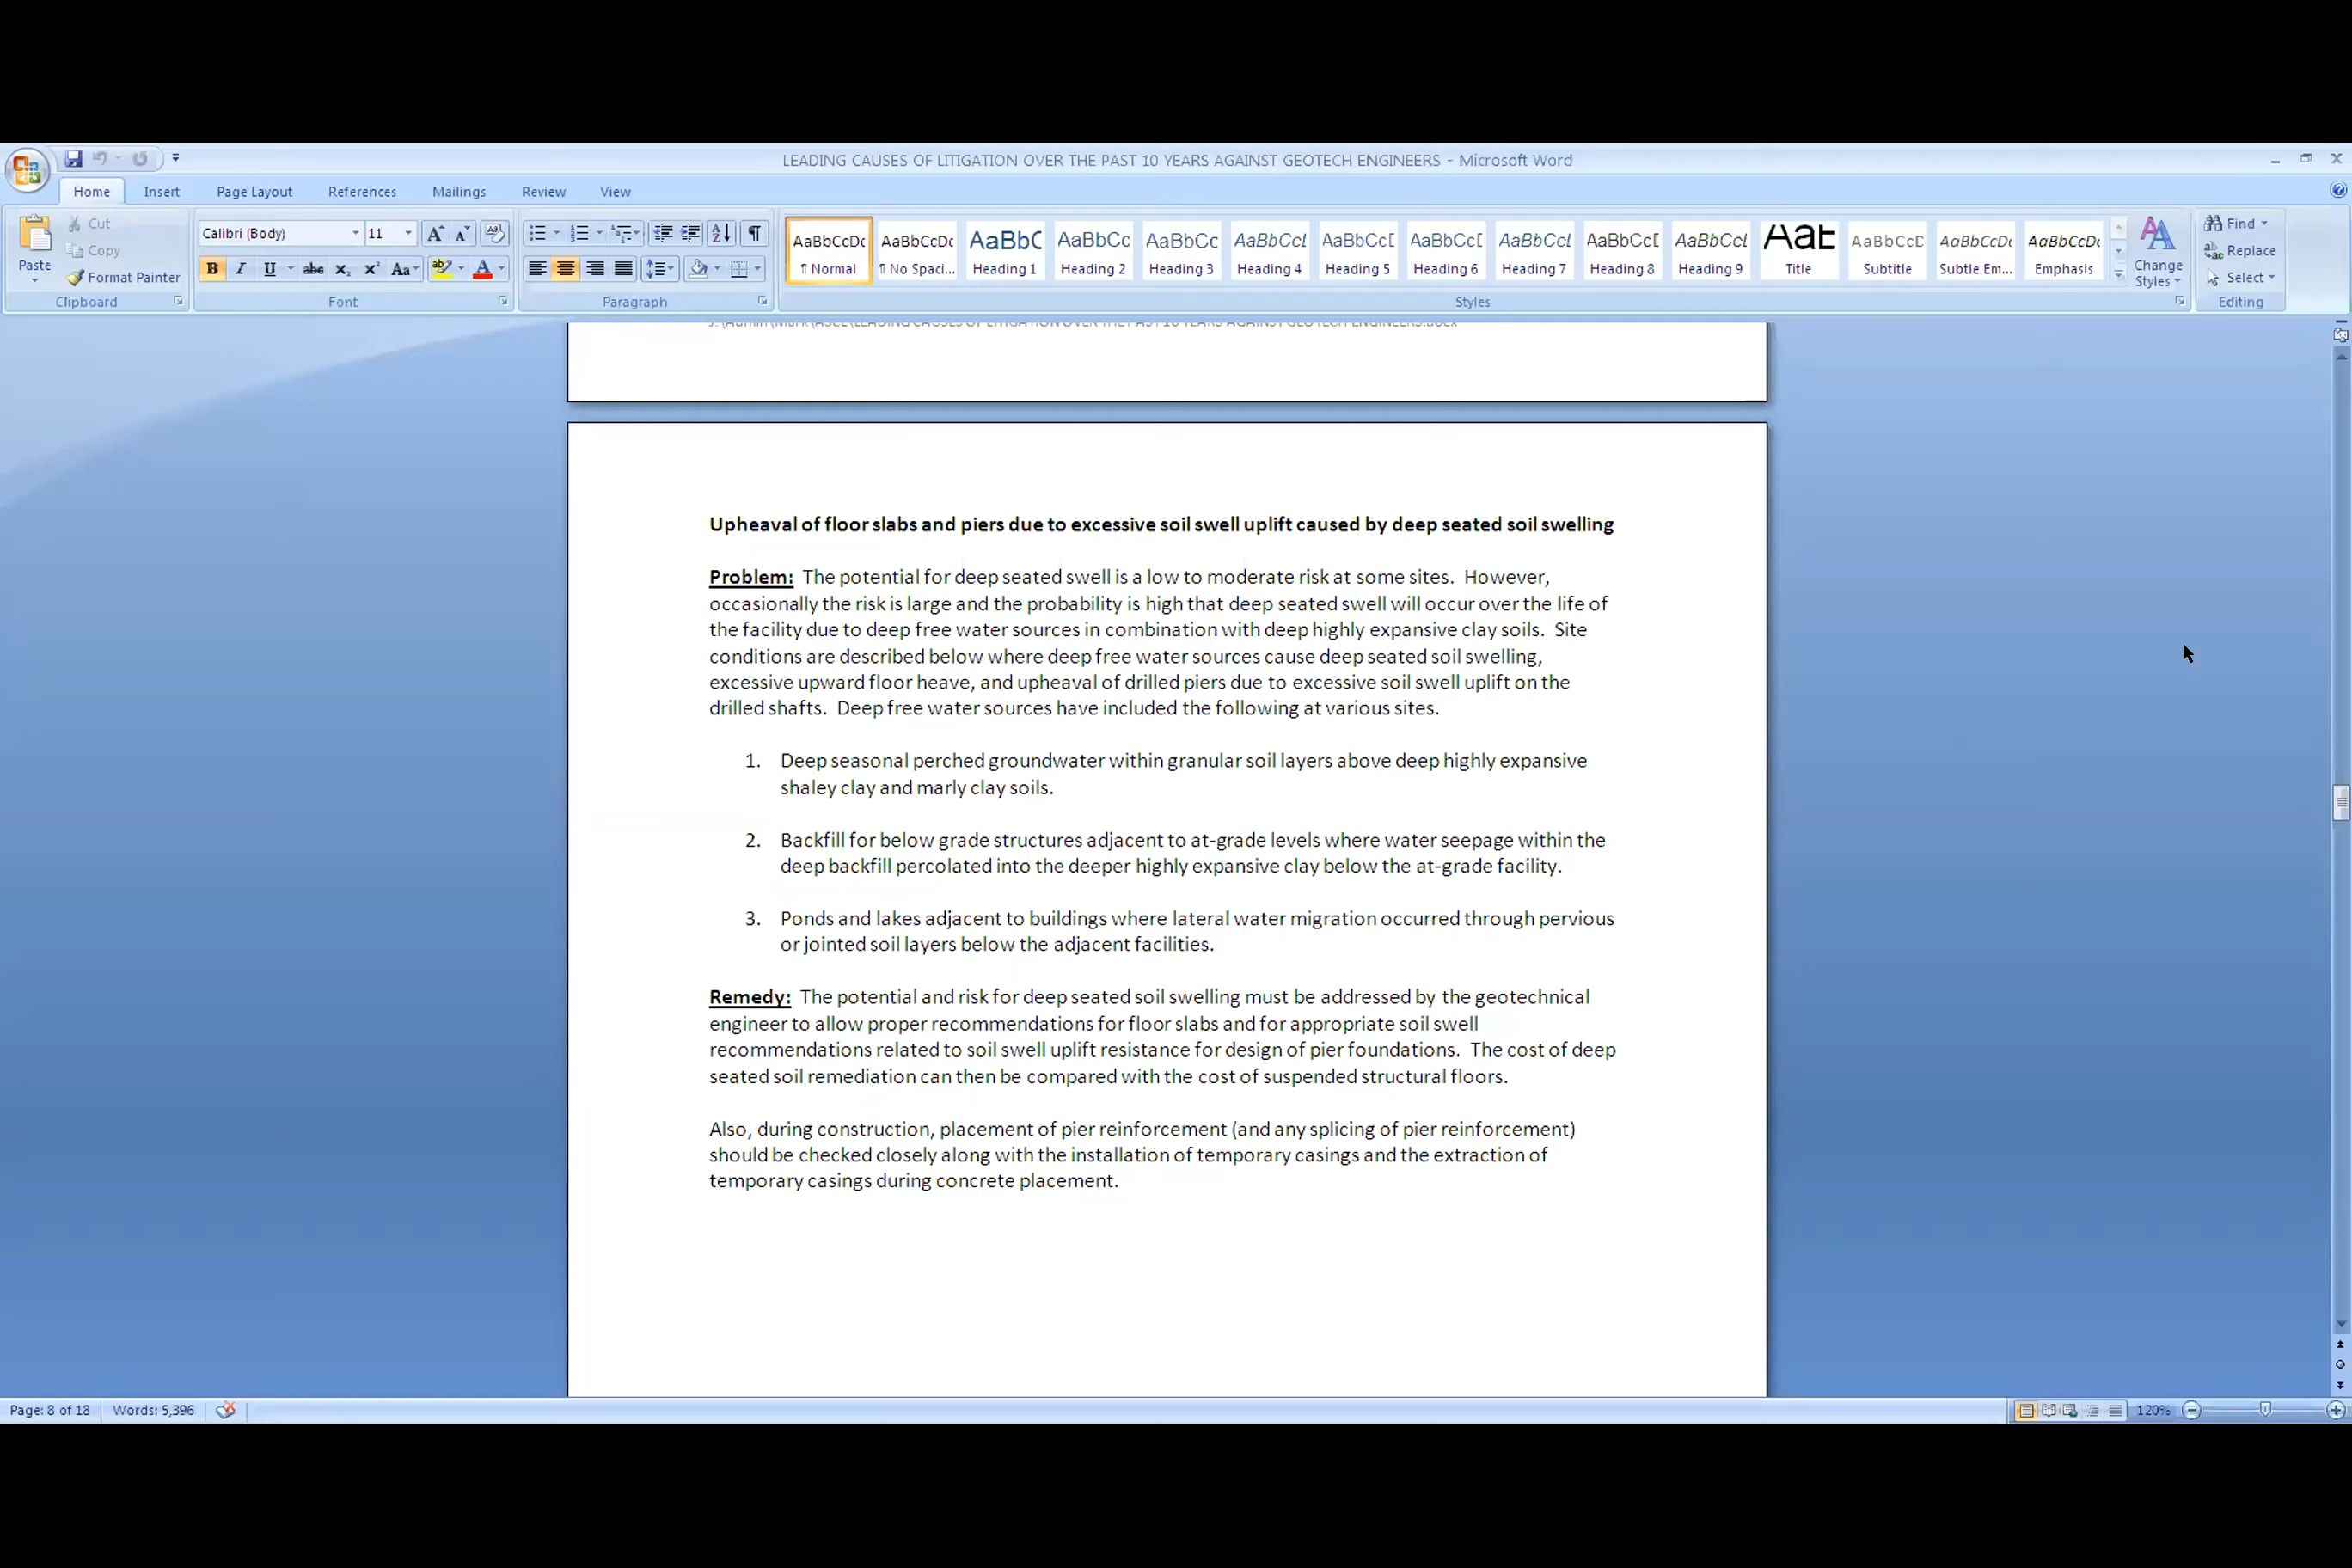 LEADING CAUSES OF LITIGATION OVER THE PAST 10 YEARS AGAINST GEOTECH ENGINEERS - Microsoft Word
Home Insert Page Layout References Mailings Review View
Paste
Cut
Copy
Format Painter
Clipboard
Calibri (Body) 11
Font
Paragraph
AaBbCcDc AaBbCcDc AaBbC AaBbCc AaBbCc AaBbCcI AaBbCcD AaBbCcD AaBbCcI AaBbCcD AaBbCcI AaB AaBbCcD AaBbCcDc AaBbCcDc
¶ Normal ¶ No Spaci... Heading 1 Heading 2 Heading 3 Heading 4 Heading 5 Heading 6 Heading 7 Heading 8 Heading 9 Title Subtitle Subtle Em... Emphasis
Styles
Change
Styles
Find
Replace
Select
Editing
Upheaval of floor slabs and piers due to excessive soil swell uplift caused by deep seated soil swelling
Problem: The potential for deep seated swell is a low to moderate risk at some sites. However,
occasionally the risk is large and the probability is high that deep seated swell will occur over the life of
the facility due to deep free water sources in combination with deep highly expansive clay soils. Site
conditions are described below where deep free water sources cause deep seated soil swelling,
excessive upward floor heave, and upheaval of drilled piers due to excessive soil swell uplift on the
drilled shafts. Deep free water sources have included the following at various sites.
1. Deep seasonal perched groundwater within granular soil layers above deep highly expansive
shaley clay and marly clay soils.
2. Backfill for below grade structures adjacent to at-grade levels where water seepage within the
deep backfill percolated into the deeper highly expansive clay below the at-grade facility.
3. Ponds and lakes adjacent to buildings where lateral water migration occurred through pervious
or jointed soil layers below the adjacent facilities.
Remedy: The potential and risk for deep seated soil swelling must be addressed by the geotechnical
engineer to allow proper recommendations for floor slabs and for appropriate soil swell
recommendations related to soil swell uplift resistance for design of pier foundations. The cost of deep
seated soil remediation can then be compared with the cost of suspended structural floors.
Also, during construction, placement of pier reinforcement (and any splicing of pier reinforcement)
should be checked closely along with the installation of temporary casings and the extraction of
temporary casings during concrete placement.
Page: 8 of 18 Words: 5,396 120%